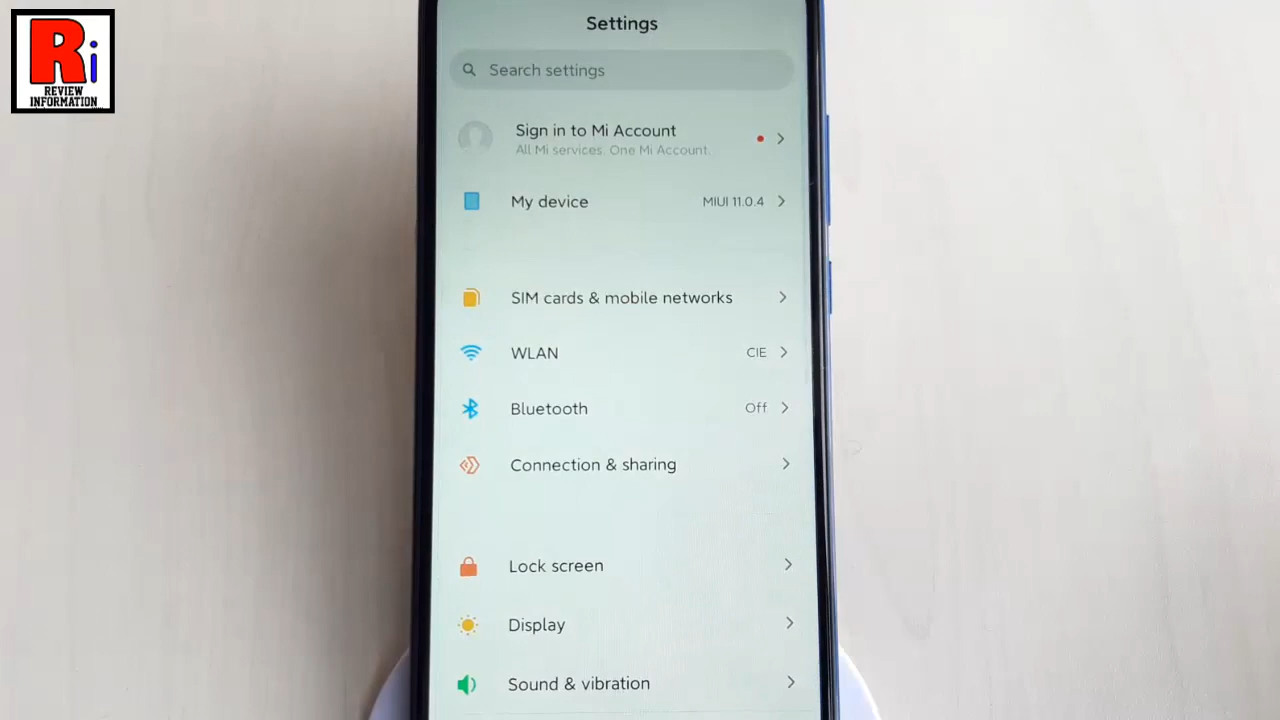 Ri
REVIEW
INFORMATION
Settings
Search settings
Sign in to Mi Account
All Mi services. One Mi Account.
My device MIUI 11.0.4
SIM cards & mobile networks
WLAN CIE
Bluetooth Off
Connection & sharing
Lock screen
Display
Sound & vibration